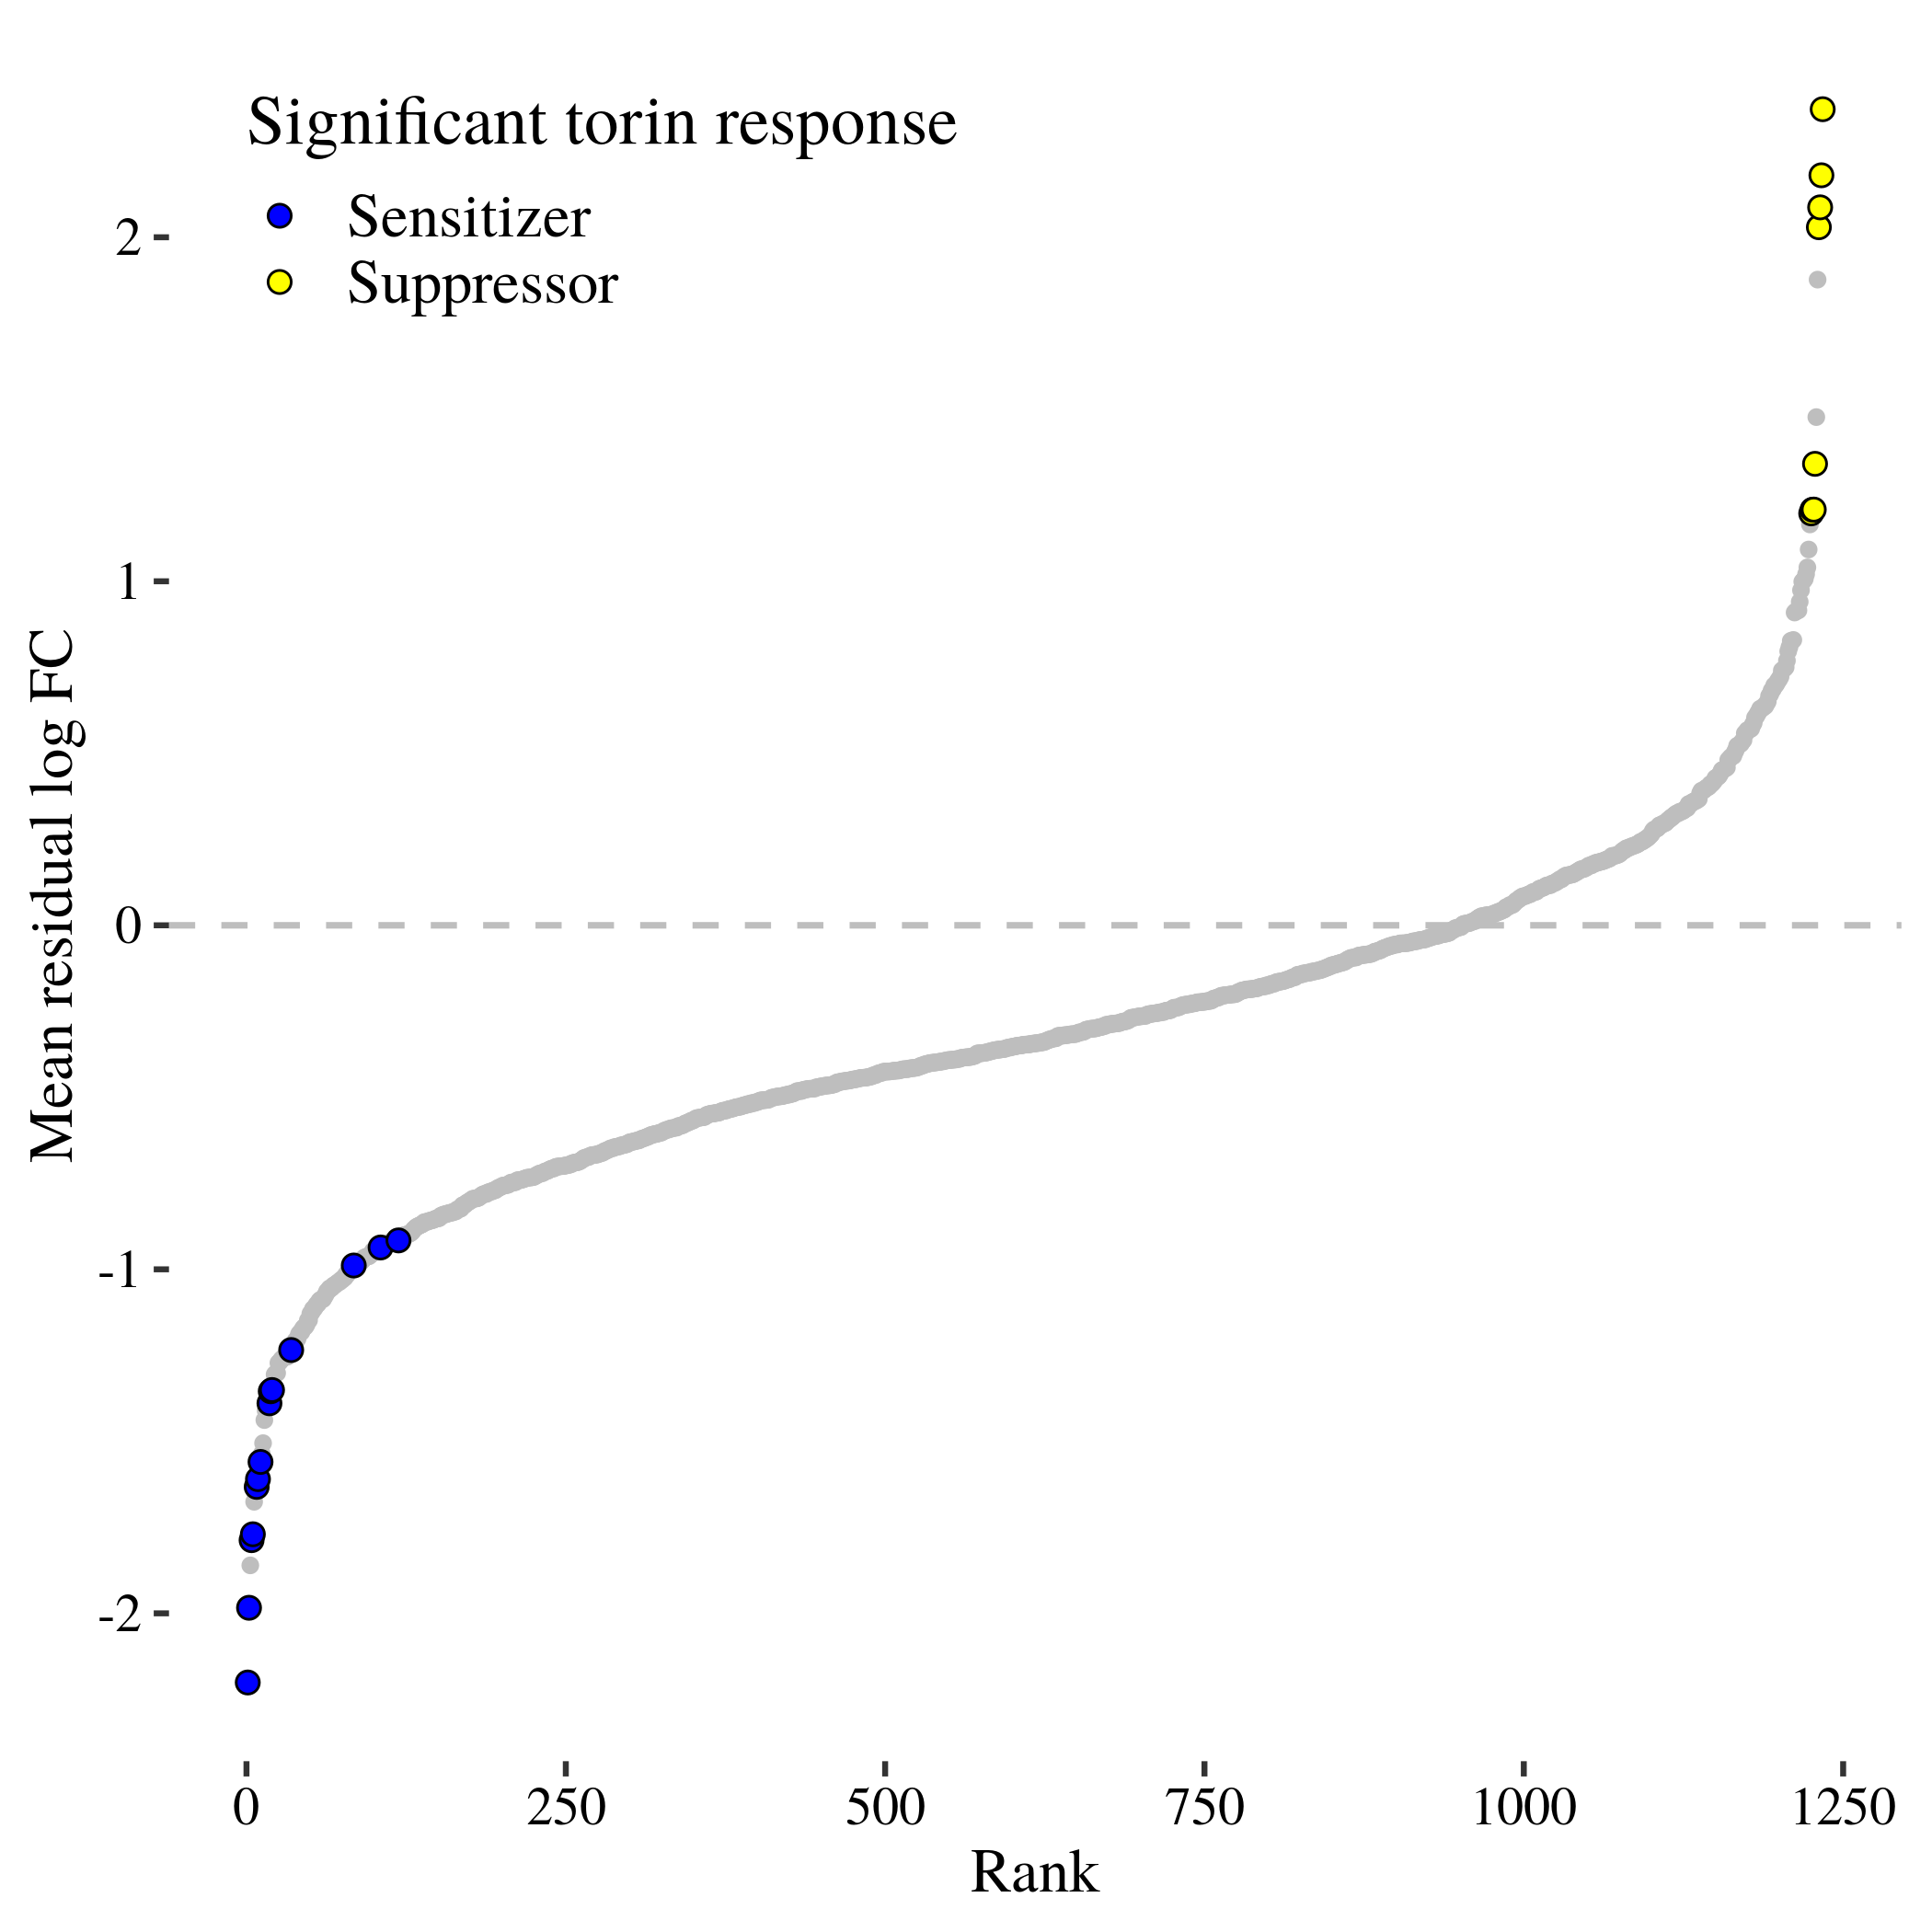 Significant torin response
Sensitizer
Suppressor
Mean residual log FC
2
1
0
-1
-2
0
250
500
750
1000
1250
Rank